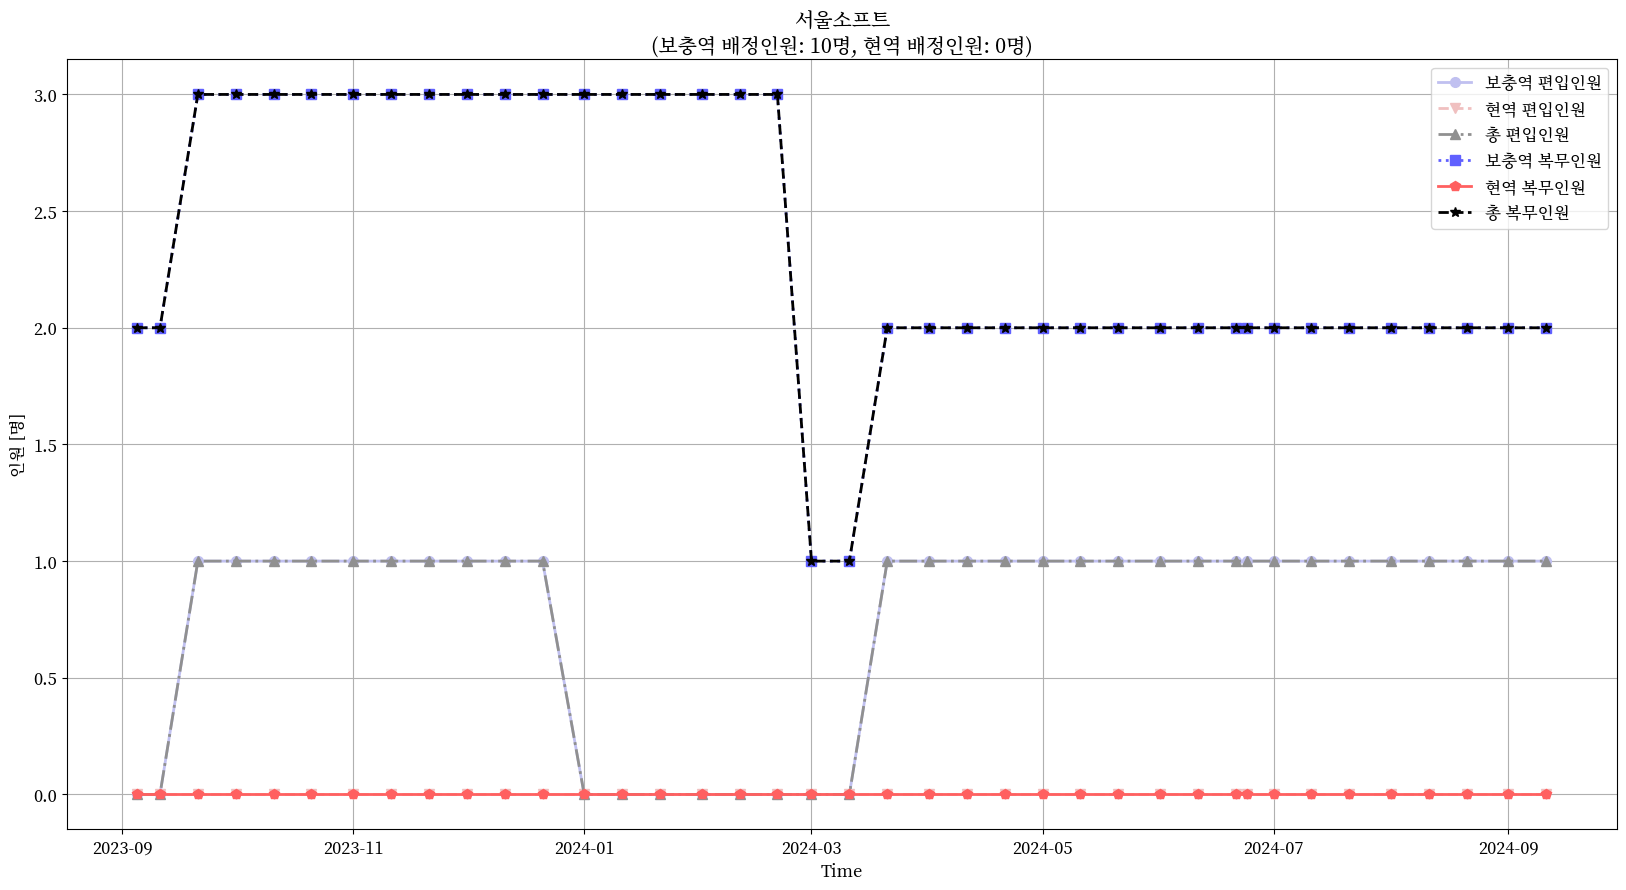 서울소프트
(보충역 배정인원: 10명, 현역 배정인원: 0명)
보충역 편입인원
현역 편입인원
총 편입인원
보충역 복무인원
현역 복무인원
총 복무인원
인원 [명]
3.0
2.5
2.0
1.5
1.0
0.5
0.0
2023-09
2023-11
2024-01
2024-03
2024-05
2024-07
2024-09
Time